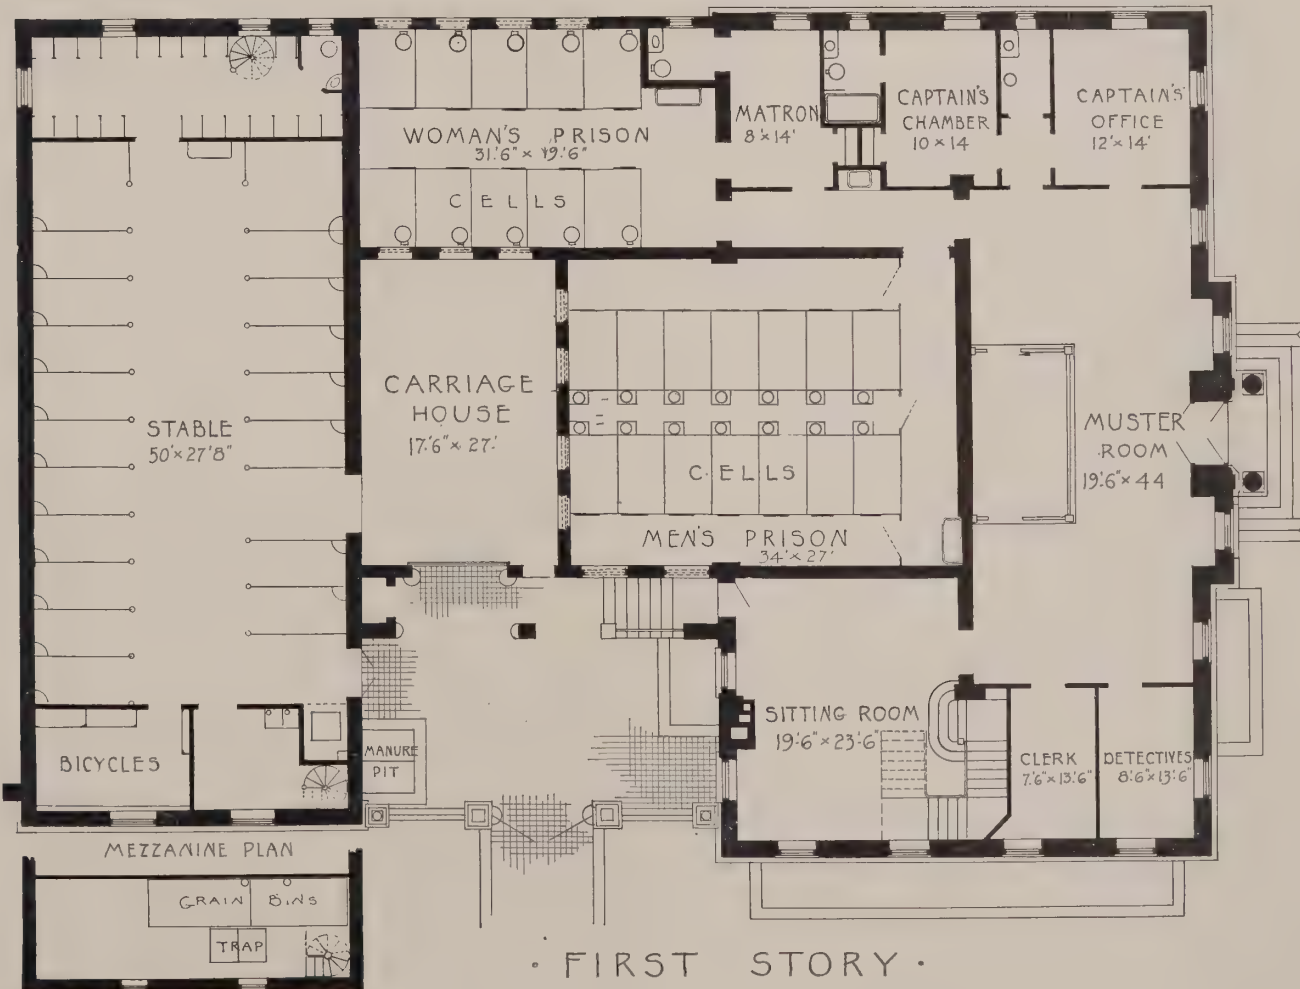 WOMAN'S PRISON
31'.6" × 19'.6"
CELLS
MATRON
8'×14'
CAPTAIN'S
CHAMBER
10×14
CAPTAIN'S
OFFICE
12'×14'
STABLE
50'×27'8"
CARRIAGE
HOUSE
17'.6"×27'.
CELLS
MEN'S PRISON
34'×27'
MUSTER
ROOM
19'.6"×44
SITTING ROOM
19'-6"×23'-6"
CLERK
7'.6"×13'.6"
DETECTIVES
8'.6"×13'.6"
BICYCLES
MANURE
PIT
MEZZANINE PLAN
GRAIN BINS
TRAP
· FIRST STORY ·